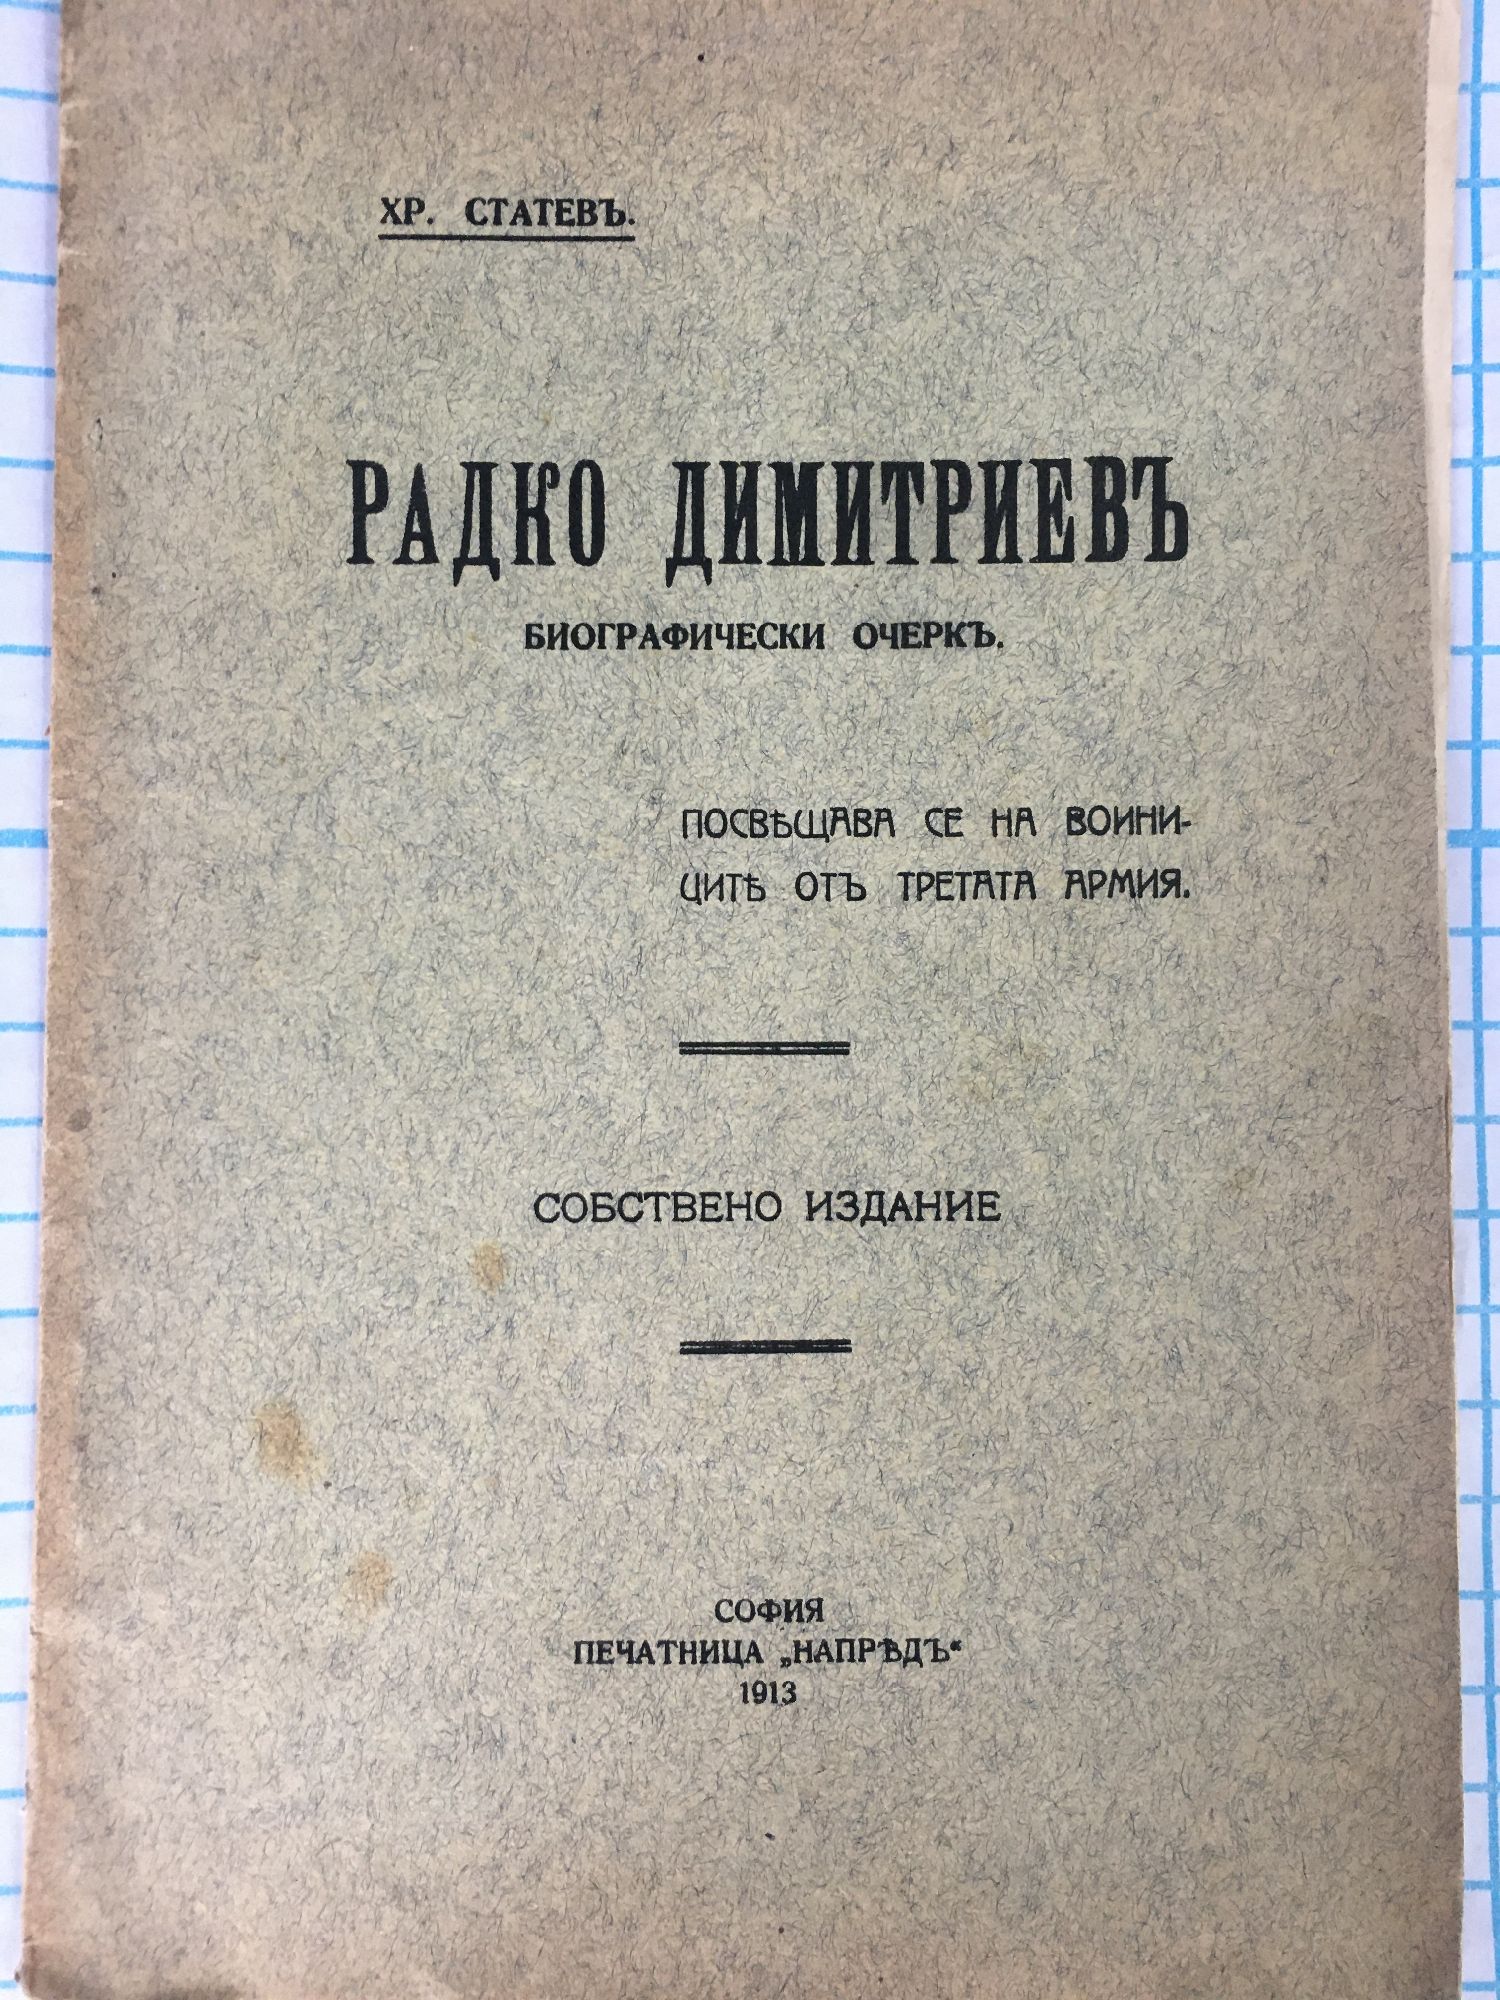 ХР. СТАТЕВЪ.
РАДКО ДИМИТРИЕВЪ
БИОГРАФИЧЕСКИ ОЧЕРКЪ.
ПОСВѢЩАВА СЕ НА ВОИНИ-
ЦИТѢ ОТЪ ТРЕТАТА АРМИЯ.
СОБСТВЕНО ИЗДАНИЕ
СОФИЯ
ПЕЧАТНИЦА „НАПРѢДЪ“
1913